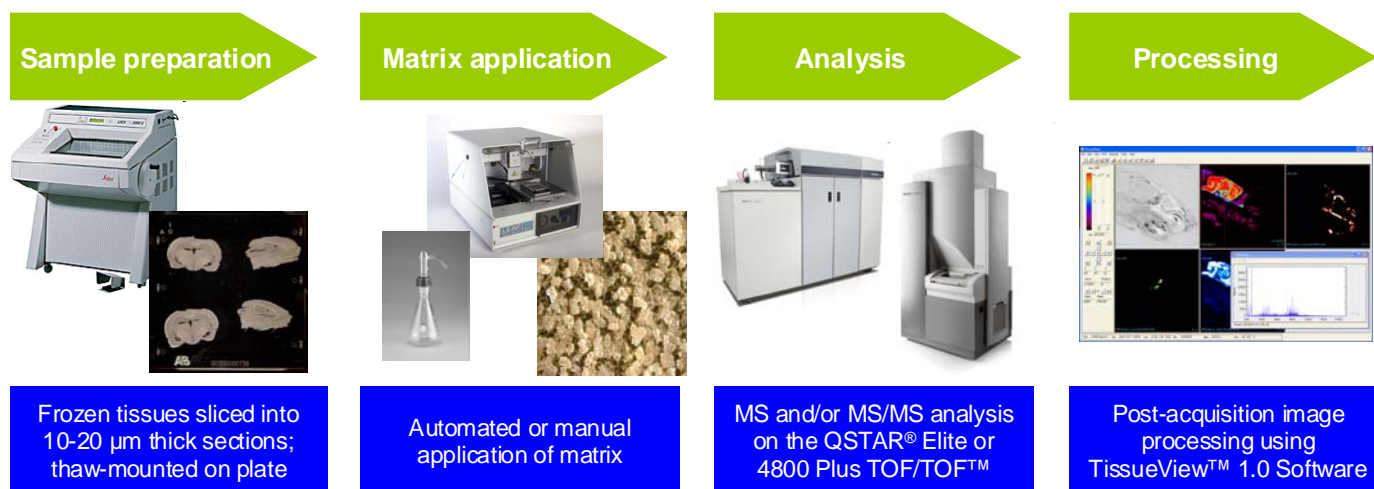 Sample preparation
Matrix application
Analysis
Processing
LEAP
AB
Frozen tissues sliced into
10-20 µm thick sections;
thaw-mounted on plate
Automated or manual
application of matrix
MS and/or MS/MS analysis
on the QSTAR® Elite or
4800 Plus TOF/TOF™
Post-acquisition image
processing using
TissueView™ 1.0 Software